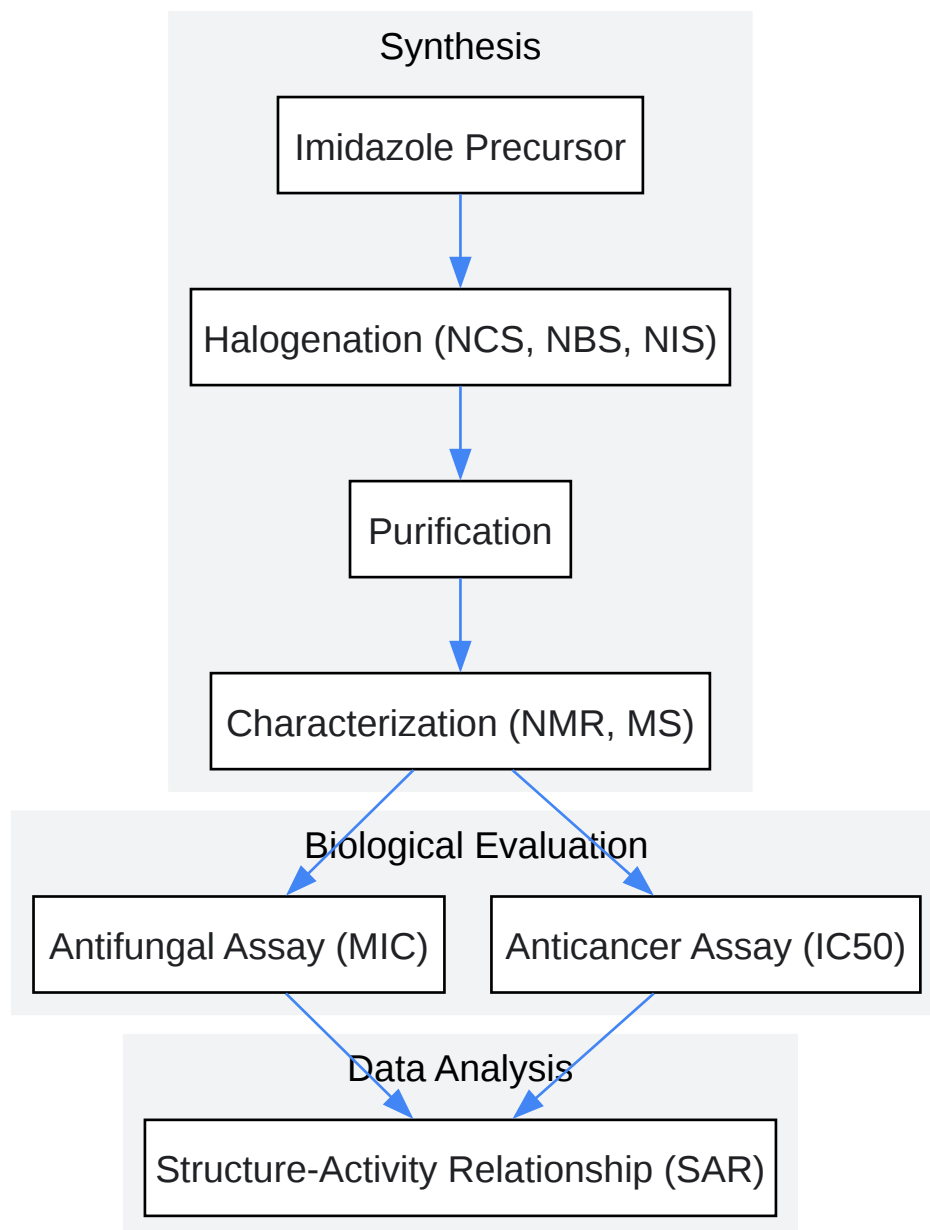 Synthesis
Imidazole Precursor
Halogenation (NCS, NBS, NIS)
Purification
Characterization (NMR, MS)
Biological Evaluation
Antifungal Assay (MIC)
Anticancer Assay (IC50)
Data Analysis
Structure-Activity Relationship (SAR)